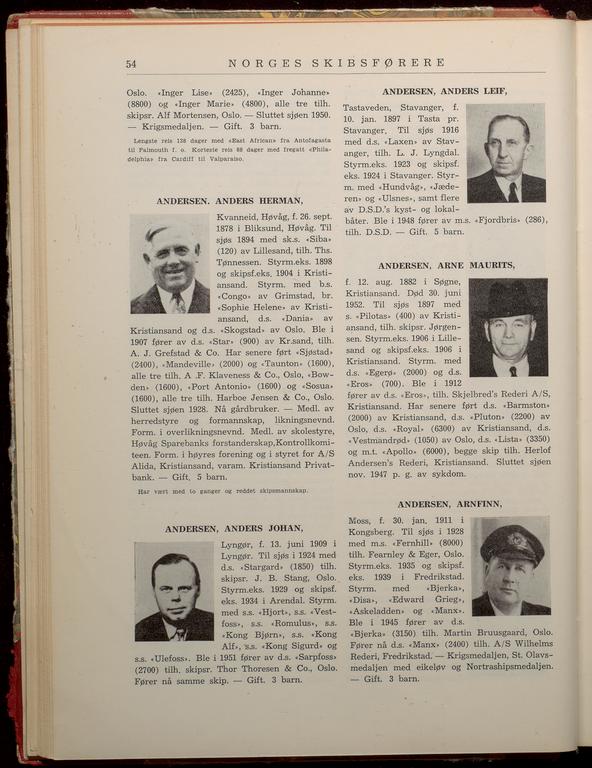 54
NORGES SKIBSFØRERE
Oslo. «Inger Lise» (2425), «Inger Johanne»
(8800) og «Inger Marie» (4800), alle tre tilh.
skipsr. Alf Mortensen, Oslo. — Sluttet sjøen 1950.
— Krigsmedaljen. — Gift. 3 barn.
Lengste reis 138 dager med «East African» fra Antofagasta
til Falmouth f. o. Korteste reis 88 dager med fregatt «Phila-
delphia» fra Cardiff til Valparaiso.
ANDERSEN. ANDERS HERMAN,
Kvanneid, Høvåg, f. 26. sept.
1878 i Bliksund, Høvåg. Til
sjøs 1894 med sk.s. «Siba»
(120) av Lillesand, tilh. Ths.
Tønnessen. Styrm.eks. 1898
og skipsf.eks. 1904 i Kristi-
ansand. Styrm. med b.s.
«Congo» av Grimstad, br.
«Sophie Helene» av Kristi-
ansand, d.s. «Dania» av
Kristiansand og d.s. «Skogstad» av Oslo. Ble i
1907 fører av d.s. «Star» (900) av Kr.sand, tilh.
A. J. Grefstad & Co. Har senere ført «Sjøstad»
(2400), «Mandeville» (2000) og «Taunton» (1600),
alle tre tilh. A F. Klaveness & Co., Oslo, «Bow-
den» (1600), «Port Antonio» (1600) og «Sosua»
(1600), alle tre tilh. Harboe Jensen & Co., Oslo.
Sluttet sjøen 1928. Nå gårdbruker. — Medl. av
herredstyre og formannskap, likningsnevnd.
Form. i overlikningsnevnd. Medl. av skolestyre,
Høvåg Sparebanks forstanderskap, Kontrollkomi-
teen. Form. i høyres forening og i styret for A/S
Alida, Kristiansand, varam. Kristiansand Privat-
bank. — Gift, 5 barn.
Har vært med to ganger og reddet skipsmannskap.
ANDERSEN, ANDERS JOHAN,
Lyngør, f. 13. juni 1909 i
Lyngør. Til sjøs i 1924 med
d.s. «Stargard» (1850) tilh.
skipsr. J. B. Stang, Oslo.
Styrm.eks. 1929 og skipsf.
eks. 1934 i Arendal. Styrm.
med s.s. «Hjort», s.s. «Vest-
foss», s.s. «Romulus», s.s.
«Kong Bjørn», s.s. «Kong
Alf», s.s. «Kong Sigurd» og
s.s. «Ulefoss». Ble i 1951 fører av d.s. «Sarpfoss»
(2700) tilh. skipsr. Thor Thoresen & Co., Oslo.
Fører nå samme skip. — Gift. 3 barn.
ANDERSEN, ANDERS LEIF,
Tastaveden, Stavanger, f.
10. jan. 1897 i Tasta pr.
Stavanger. Til sjøs 1916
med d.s. «Laxen» av Stav-
anger, tilh. L. J. Lyngdal.
Styrm.eks. 1923 og skipsf.
eks. 1924 i Stavanger. Styr-
m. med «Hundvåg», «Jæde-
ren» og «Ulsnes», samt flere
av D.S.D.'s kyst- og lokal-
båter. Ble i 1948 fører av m.s. «Fjordbris» (286),
tilh. D.S.D. — Gift. 5 barn.
ANDERSEN, ARNE MAURITS,
f. 12. aug. 1882 i Søgne,
Kristiansand. Død 30. juni
1952. Til sjøs 1897 med
s. «Pilotas» (400) av Kristi-
ansand, tilh. skipsr. Jørgen-
sen. Styrm.eks. 1906 i Lille-
sand og skipsf.eks. 1906 i
Kristiansand. Styrm. med
d.s. «Egerø» (2000) og d.s.
«Eros» (700). Ble i 1912
fører av d.s. «Eros», tilh. Skjelbred's Rederi A/S,
Kristiansand. Har senere ført d.s. «Barmston»
(2000) av Kristiansand, d.s. «Pluton» (2200) av
Oslo, d.s. «Royal» (6300) av Kristiansand, d.s.
«Vestmandrød» (1050) av Oslo, d.s. «Lista» (3350)
og m.t. «Apollo» (6000), begge skip tilh. Herlof
Andersen's Rederi, Kristiansand. Sluttet sjøen
nov. 1947 p. g. av sykdom.
ANDERSEN, ARNFINN,
Moss, f. 30. jan. 1911 i
Kongsberg. Til sjøs i 1928
med m.s. «Fernhill» (8000)
tilh. Fearnley & Eger, Oslo.
Styrm.eks. 1935 og skipsf.
eks. 1939 i Fredrikstad.
Styrm. med «Bjerka»,
«Disa», «Edward Grieg»,
«Askeladden» og «Manx».
Ble i 1945 fører av d.s.
«Bjerka» (3150) tilh. Martin Bruusgaard, Oslo.
Fører nå d.s. «Manx» (2400) tilh. A/S Wilhelms
Rederi, Fredrikstad. — Krigsmedaljen, St. Olavs-
medaljen med eikeløv og Nortraships­medaljen.
— Gift. 3 barn.